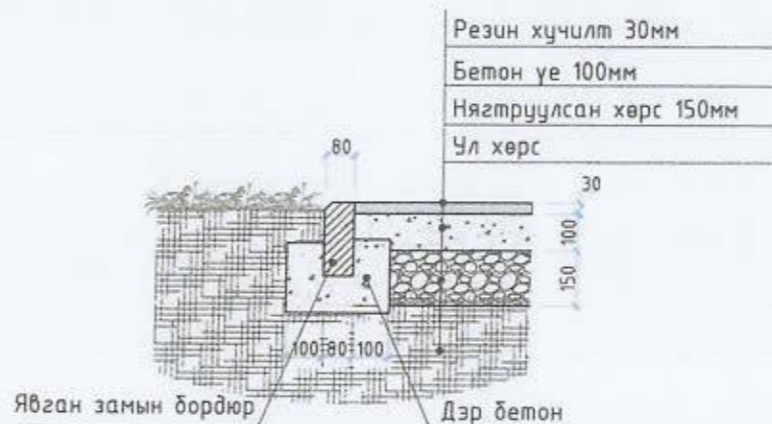 Резин хучилт 30мм
Бетон үе 100мм
Нягтруулсан хөрс 150мм
Ул хөрс
80
30
100
150
100 80 100
Явган замын бордюр
Дэр бетон